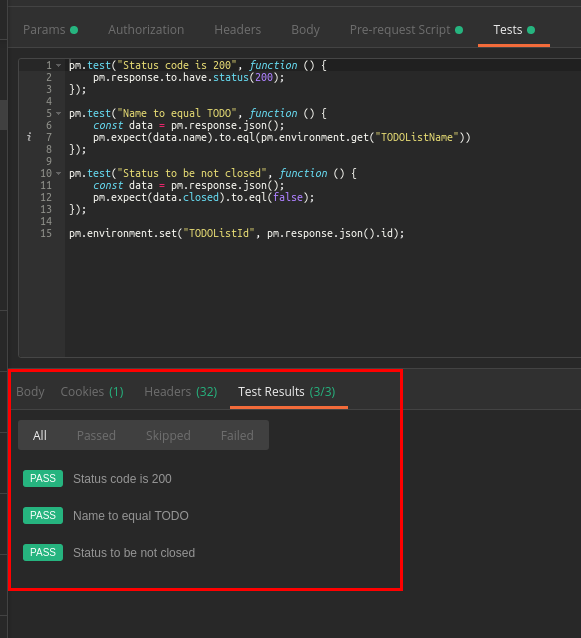 Params Authorization Headers Body Pre-request Script Tests
1 pm.test("Status code is 200", function () {
2 pm.response.to.have.status(200);
3 });
4
5 pm.test("Name to equal TODO", function () {
6 const data = pm.response.json();
i 7 pm.expect(data.name).to.eql(pm.environment.get("TODOListName"))
8 });
9
10 pm.test("Status to be not closed", function () {
11 const data = pm.response.json();
12 pm.expect(data.closed).to.eql(false);
13 });
14
15 pm.environment.set("TODOListId", pm.response.json().id);
Body Cookies (1) Headers (32) Test Results (3/3)
All Passed Skipped Failed
PASS Status code is 200
PASS Name to equal TODO
PASS Status to be not closed